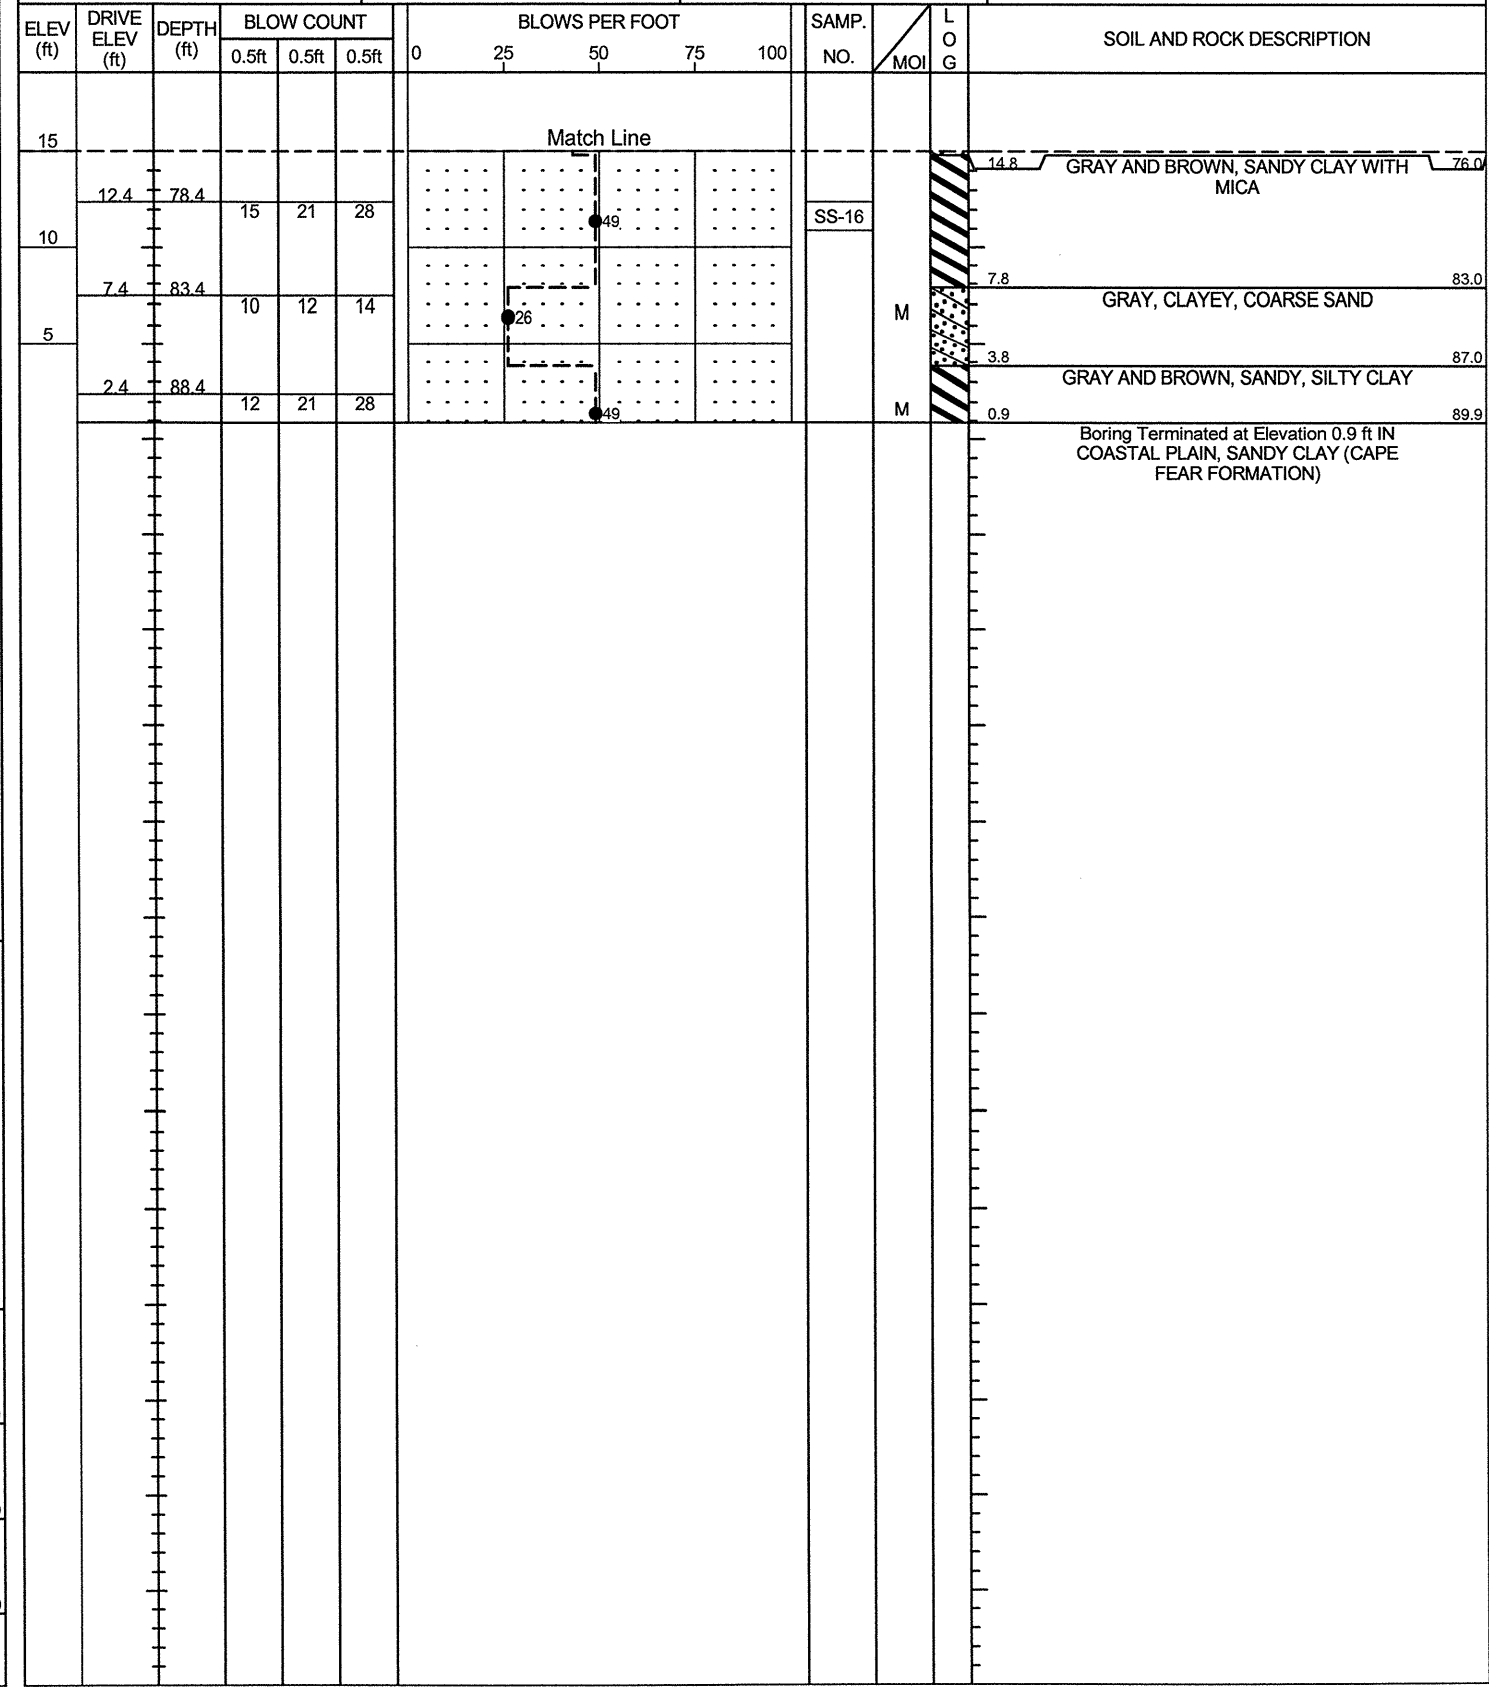 ELEV (ft) DRIVE ELEV (ft) DEPTH (ft) BLOW COUNT BLOWS PER FOOT SAMP. NO. MOI LOG SOIL AND ROCK DESCRIPTION
0.5ft 0.5ft 0.5ft 0 25 50 75 100
15 Match Line
14.8 GRAY AND BROWN, SANDY CLAY WITH 76.0
MICA
12.4 78.4
15 21 28 49 SS-16
10
7.8 83.0
7.4 83.4
10 12 14 26 M GRAY, CLAYEY, COARSE SAND
5
3.8 87.0
GRAY AND BROWN, SANDY, SILTY CLAY
2.4 88.4
12 21 28 49 M
0.9 89.9
Boring Terminated at Elevation 0.9 ft IN
COASTAL PLAIN, SANDY CLAY (CAPE
FEAR FORMATION)